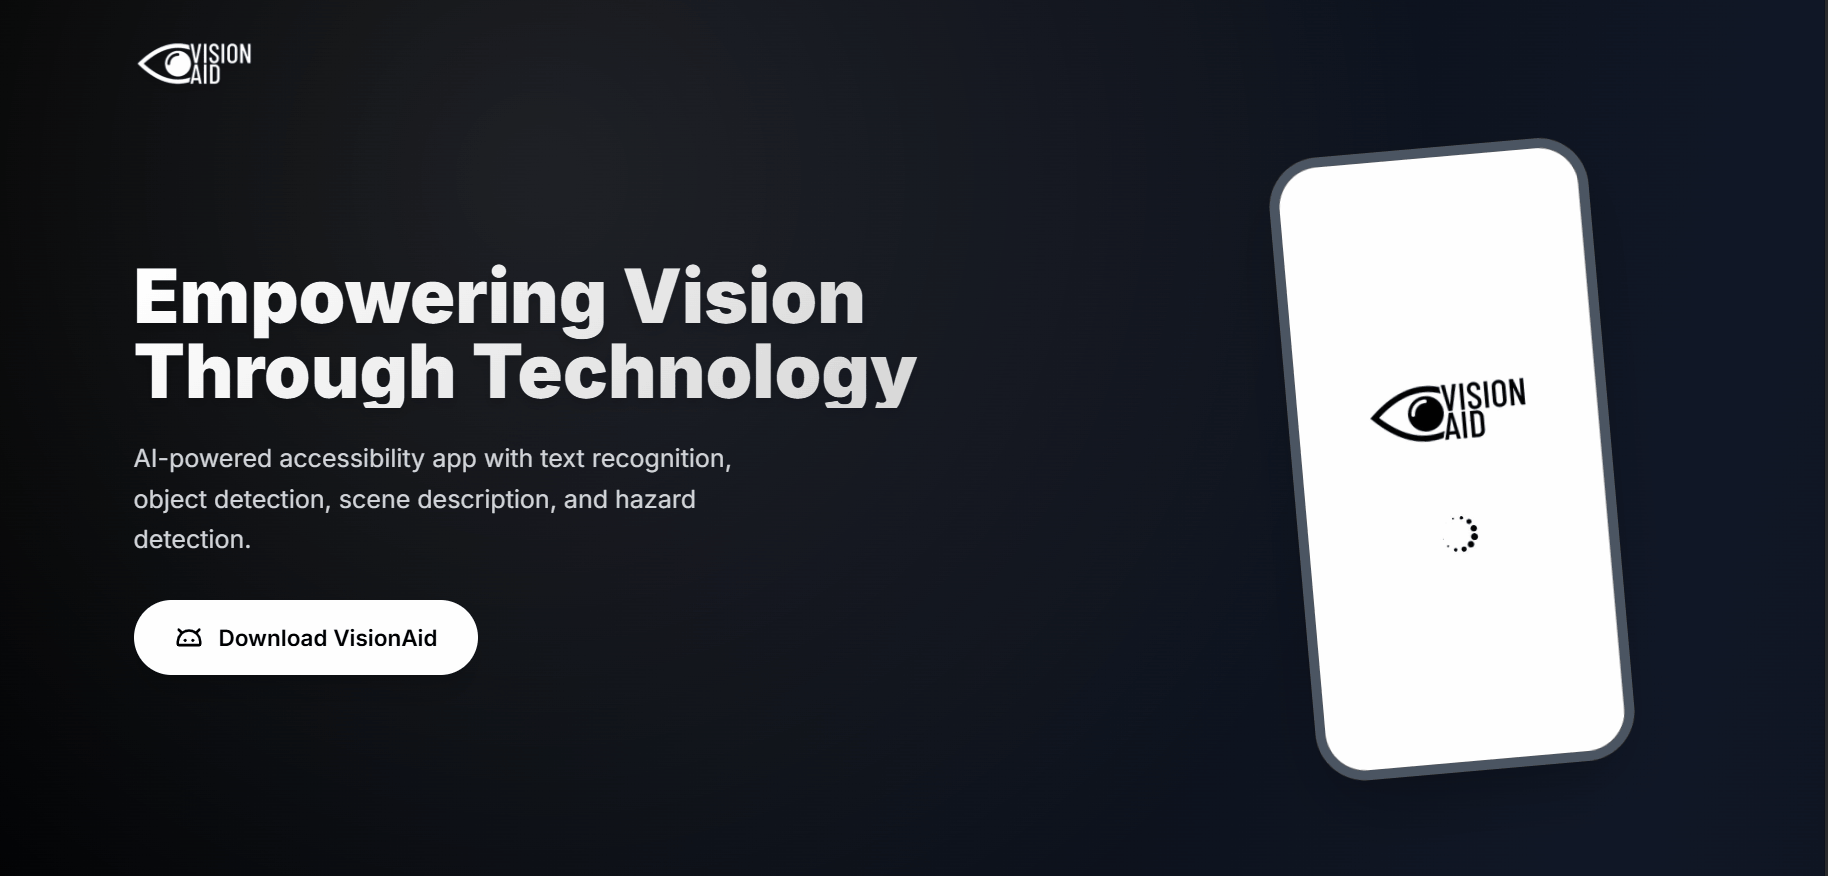 VISION
AID
Empowering Vision
Through Technology
AI-powered accessibility app with text recognition,
object detection, scene description, and hazard
detection.
Download VisionAid
VISION
AID